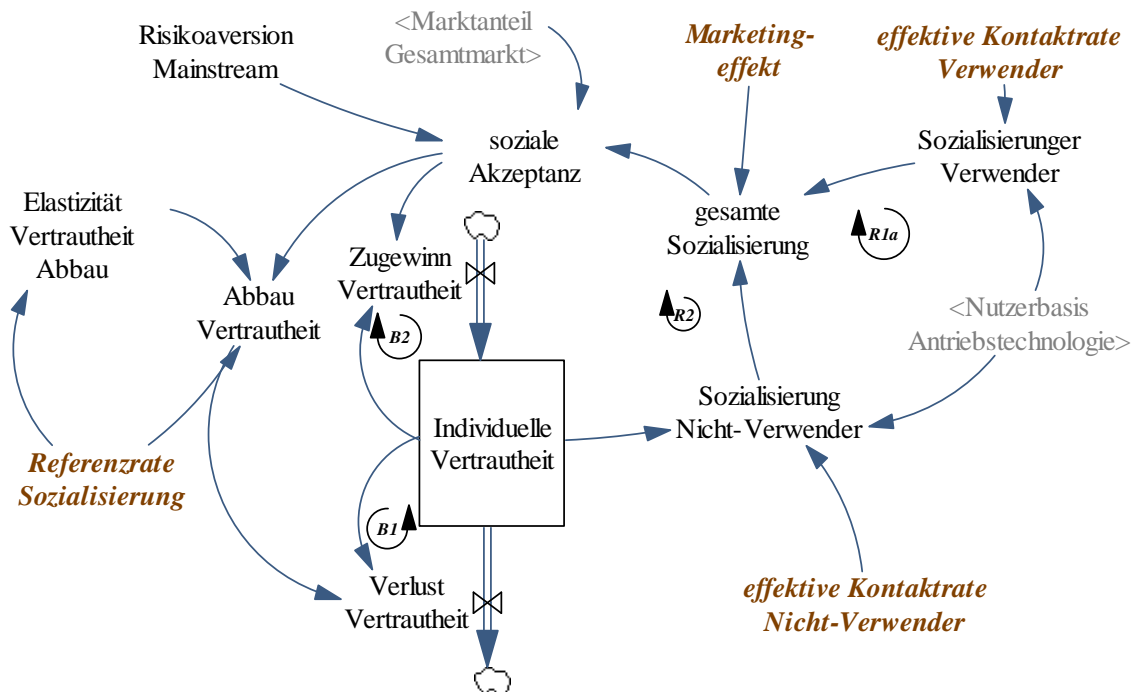 Risikoaversion
Mainstream
<Marktanteil
Gesamtmarkt>
Marketing-
effekt
effektive Kontaktrate
Verwender
soziale
Akzeptanz
Sozialisierunger
Verwender
Elastizität
Vertrautheit
Abbau
gesamte
Sozialisierung
R1a
Zugewinn
Vertrautheit
Abbau
Vertrautheit
B2
R2
<Nutzerbasis
Antriebstechnologie>
Individuelle
Vertrautheit
Sozialisierung
Nicht-Verwender
Referenzrate
Sozialisierung
B1
Verlust
Vertrautheit
effektive Kontaktrate
Nicht-Verwender